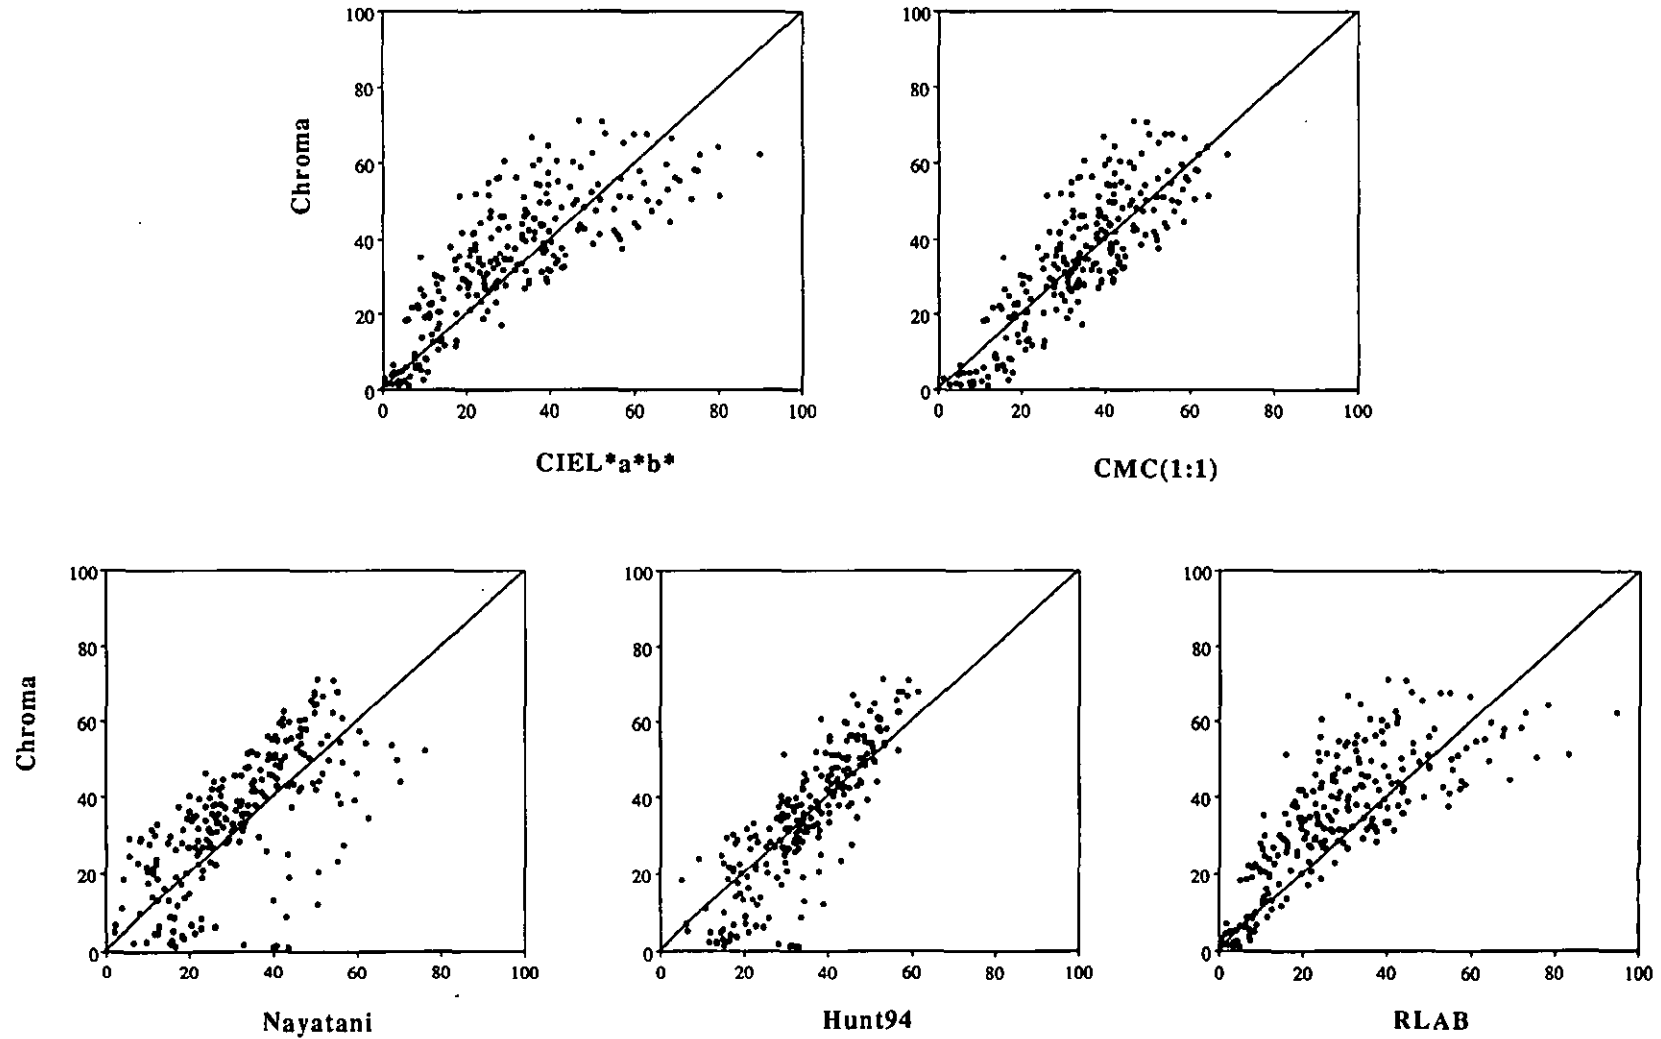 100 100
80 80
60 60
40 40
20 20
0 0
Chroma
0 20 40 60 80 100 0 20 40 60 80 100
CIEL*a*b* CMC(1:1)
100 100 100
80 80 80
60 60 60
40 40 40
20 20 20
0 0 0
Chroma
0 20 40 60 80 100 0 20 40 60 80 100 0 20 40 60 80 100
Nayatani Hunt94 RLAB